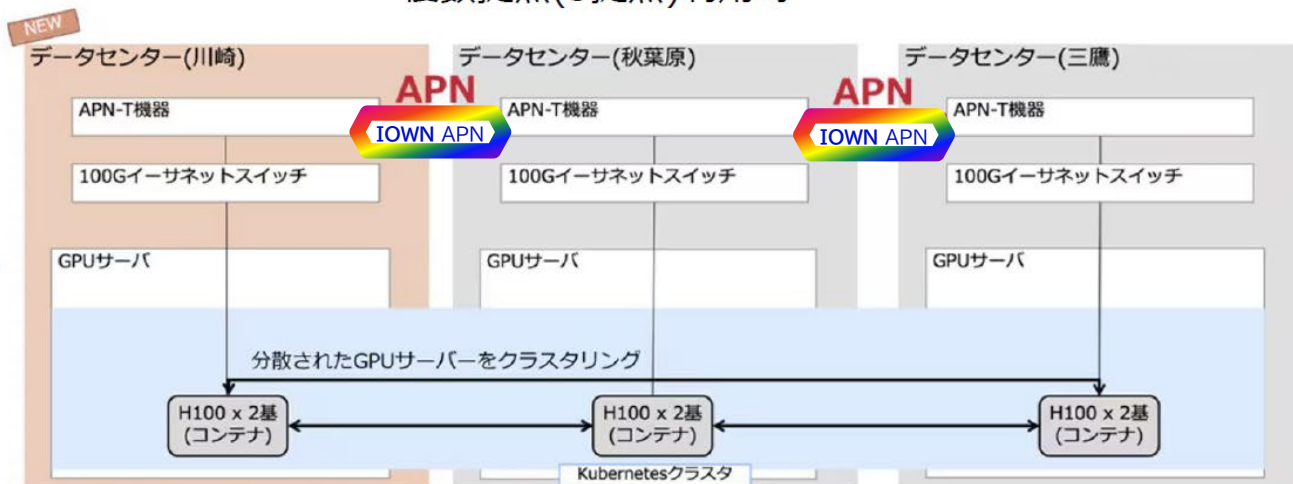 NEW
データセンター(川崎)
データセンター(秋葉原)
データセンター(三鷹)
APN
APN
APN-T機器
IOWN APN
APN-T機器
IOWN APN
APN-T機器
100Gイーサネットスイッチ
100Gイーサネットスイッチ
100Gイーサネットスイッチ
GPUサーバ
GPUサーバ
GPUサーバ
分散されたGPUサーバーをクラスタリング
H100 x 2基
(コンテナ)
H100 x 2基
(コンテナ)
H100 x 2基
(コンテナ)
Kubernetesクラスタ